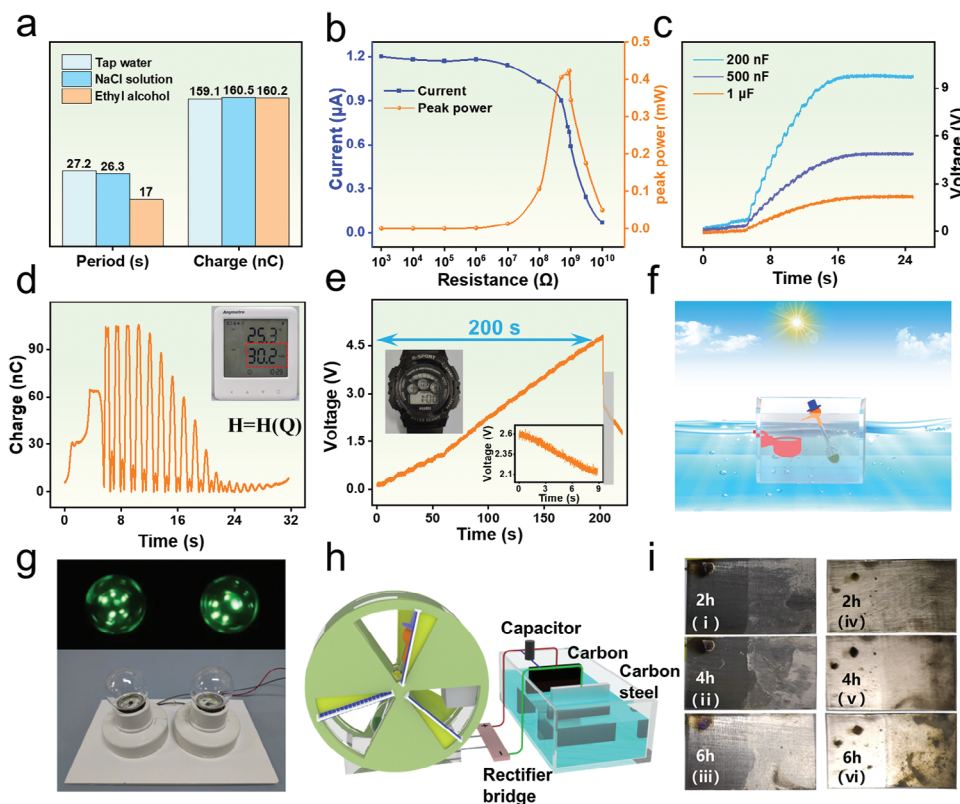 a
Tap water
NaCl solution
Ethyl alcohol
27.2
26.3
17
159.1
160.5
160.2
Period (s)
Charge (nC)
b
Current (μA)
1.2
0.9
0.6
0.3
0.0
Current
Peak power
0.5
0.4
0.3
0.2
0.1
0.0
peak power (mW)
10³
10⁴
10⁵
10⁶
10⁷
10⁸
10⁹
10¹⁰
Resistance (Ω)
c
200 nF
500 nF
1 μF
9
6
3
0
Voltage (V)
0
8
16
24
Time (s)
d
Charge (nC)
90
60
30
0
0
4
8
12
16
20
24
28
32
Time (s)
Anymetre
25.3
30.2
H=H(Q)
e
Voltage (V)
4.5
3.0
1.5
0.0
200 s
Voltage (V)
2.6
2.1
0
3
6
9
Time (s)
0
50
100
150
200
Time (s)
f
g
h
Capacitor
Carbon
Carbon
steel
Rectifier
bridge
i
2h
(i)
4h
(ii)
6h
(iii)
2h
(iv)
4h
(v)
6h
(vi)